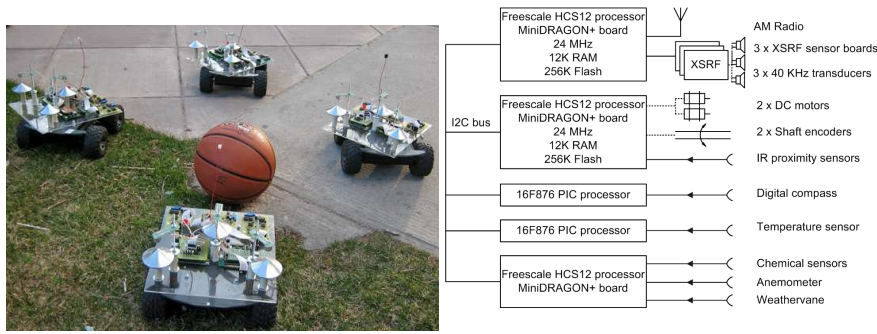 Freescale HCS12 processor
MiniDRAGON+ board
24 MHz
12K RAM
256K Flash
XSRF
AM Radio
3 x XSRF sensor boards
3 x 40 KHz transducers
I2C bus
Freescale HCS12 processor
MiniDRAGON+ board
24 MHz
12K RAM
256K Flash
2 x DC motors
2 x Shaft encoders
IR proximity sensors
16F876 PIC processor
Digital compass
16F876 PIC processor
Temperature sensor
Freescale HCS12 processor
MiniDRAGON+ board
Chemical sensors
Anemometer
Weathervane